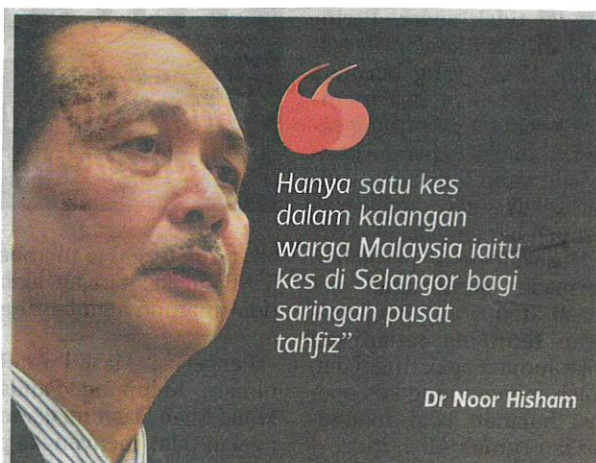 Hanya satu kes
dalam kalangan
warga Malaysia iaitu
kes di Selangor bagi
saringan pusat
tahfiz”
Dr Noor Hisham